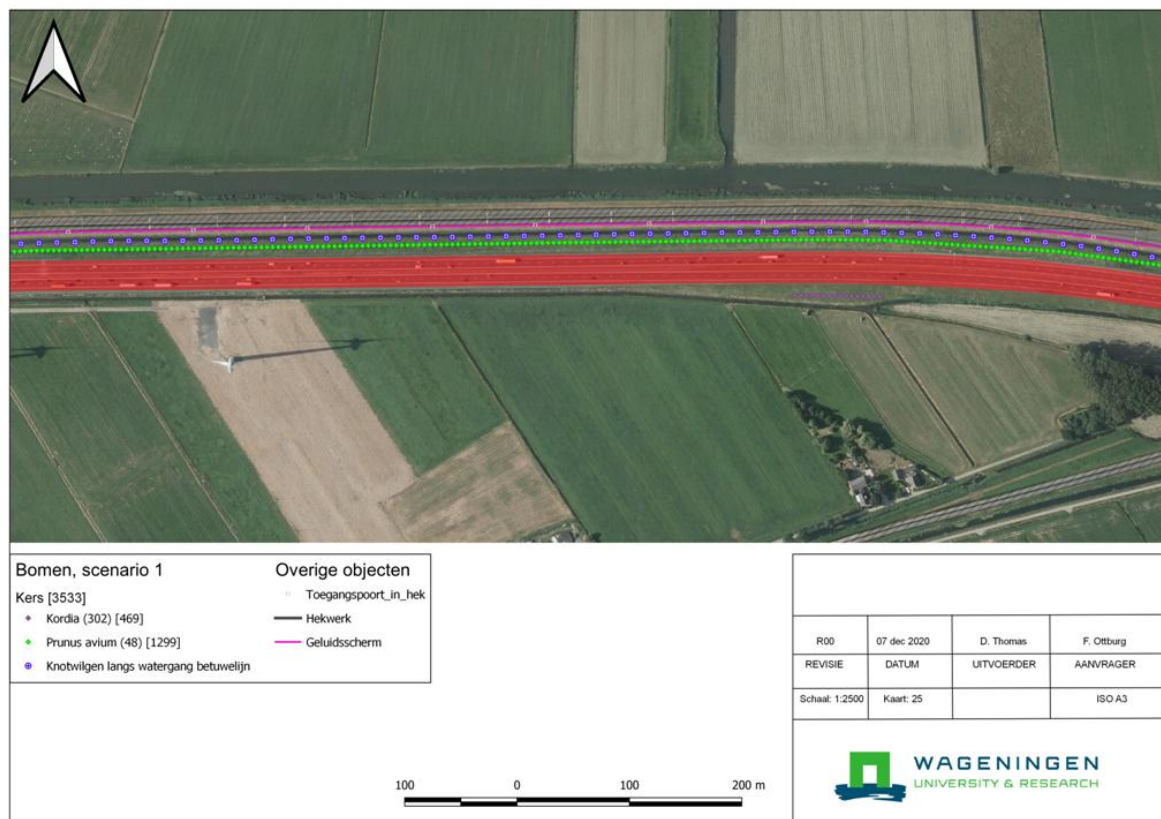 Bomen, scenario 1
Kers [3533]
Kordia (302) [469]
Prunus avium (48) [1299]
Knotwilgen langs watergang betuwelijn
Overige objecten
Toegangspoort_in_hek
Hekwerk
Geluidsscherm
100 0 100 200 m
R00 07 dec 2020 D. Thomas F. Ottburg
REVISIE DATUM UITVOERDER AANVRAGER
Schaal: 1:2500 Kaart: 25 ISO A3
WAGENINGEN
UNIVERSITY & RESEARCH